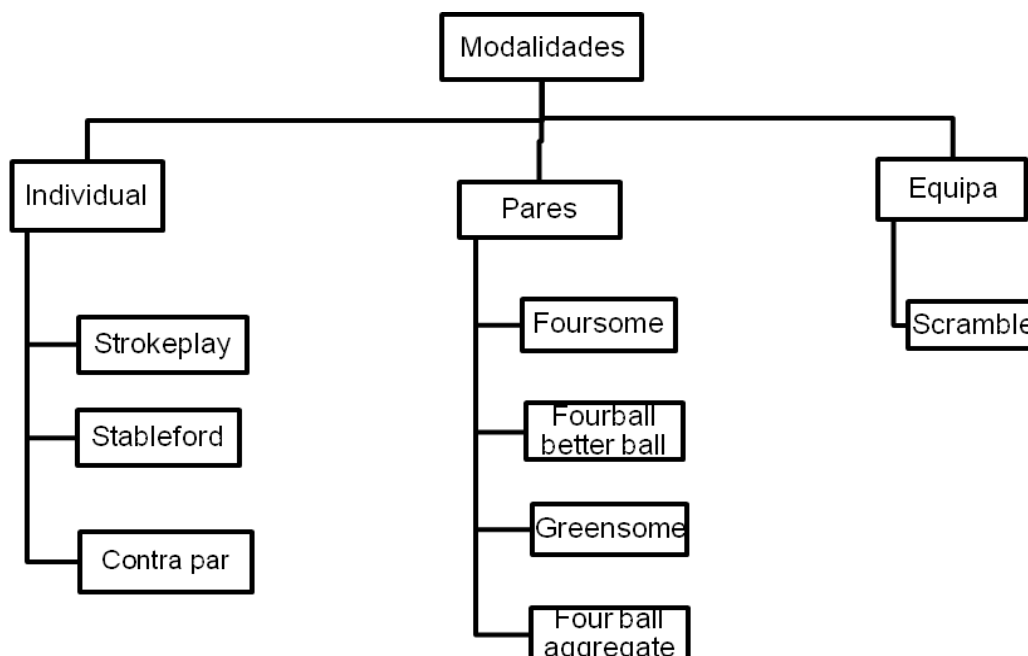 Modalidades
Individual
Pares
Equipa
Strokeplay
Stableford
Contra par
Foursome
Fourball
better ball
Greensome
Four ball
aggregate
Scramble